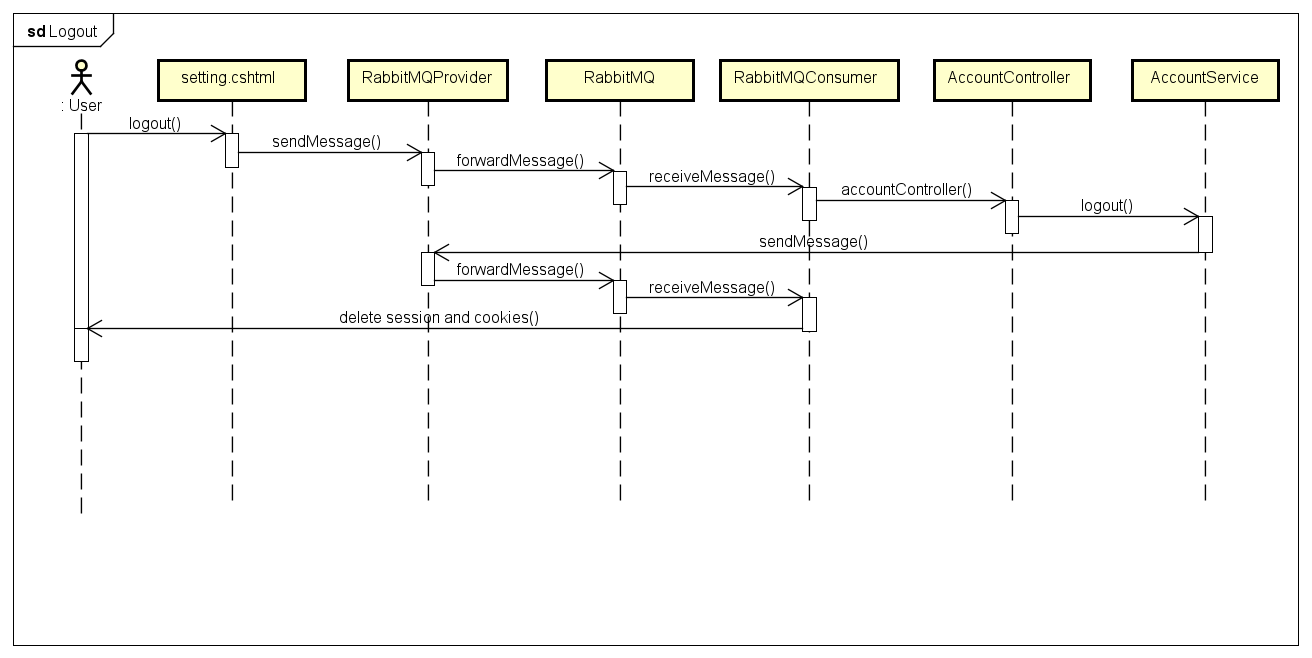 sd Logout
: User
setting.cshtml
RabbitMQProvider
RabbitMQ
RabbitMQConsumer
AccountController
AccountService
logout()
sendMessage()
forwardMessage()
receiveMessage()
accountController()
logout()
sendMessage()
forwardMessage()
receiveMessage()
delete session and cookies()